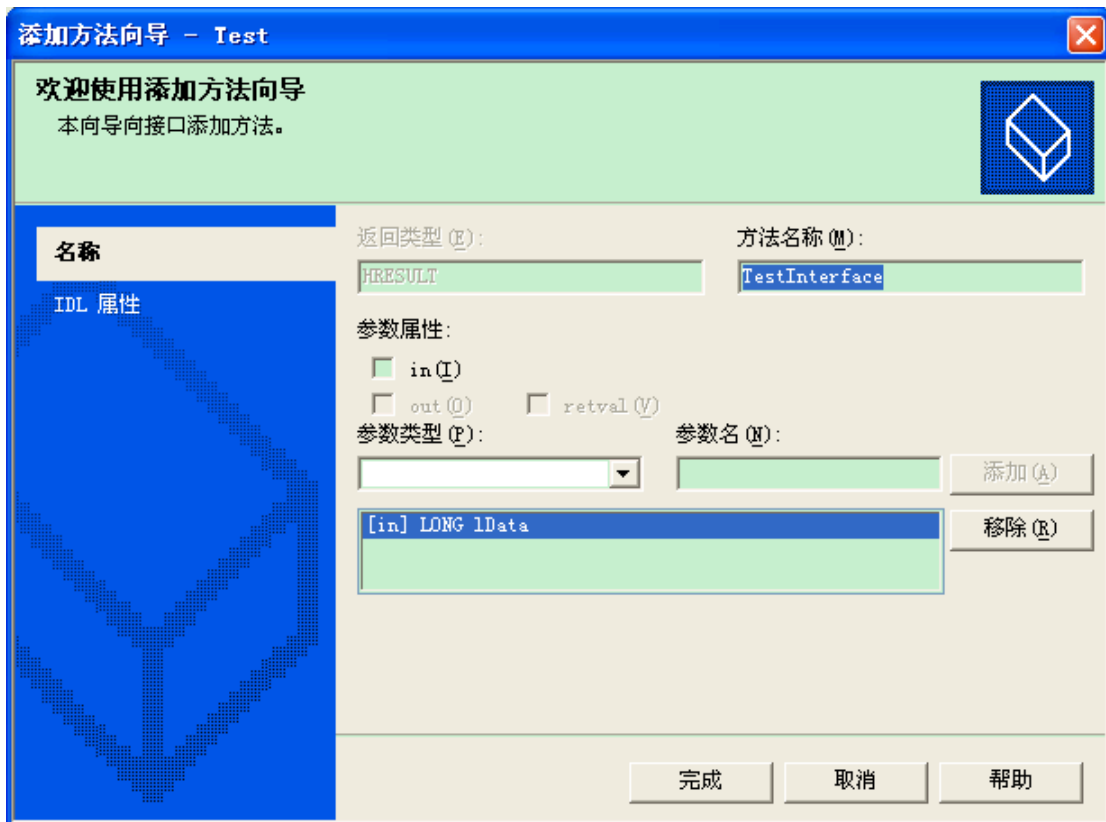 添加方法向导 - Test
欢迎使用添加方法向导
本向导向接口添加方法。
名称
IDL 属性
返回类型(E): 方法名称(M):
HRESULT TestInterface
参数属性:
in(I)
out(O) retval(V)
参数类型(P): 参数名(N):
添加(A)
[in] LONG lData
移除(R)
完成 取消 帮助